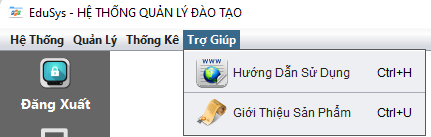 EduSys - HỆ THỐNG QUẢN LÝ ĐÀO TẠO
Hệ Thống Quản Lý Thống Kê Trợ Giúp
WWW Hướng Dẫn Sử Dụng Ctrl+H
Đăng Xuất
Giới Thiệu Sản Phẩm Ctrl+U